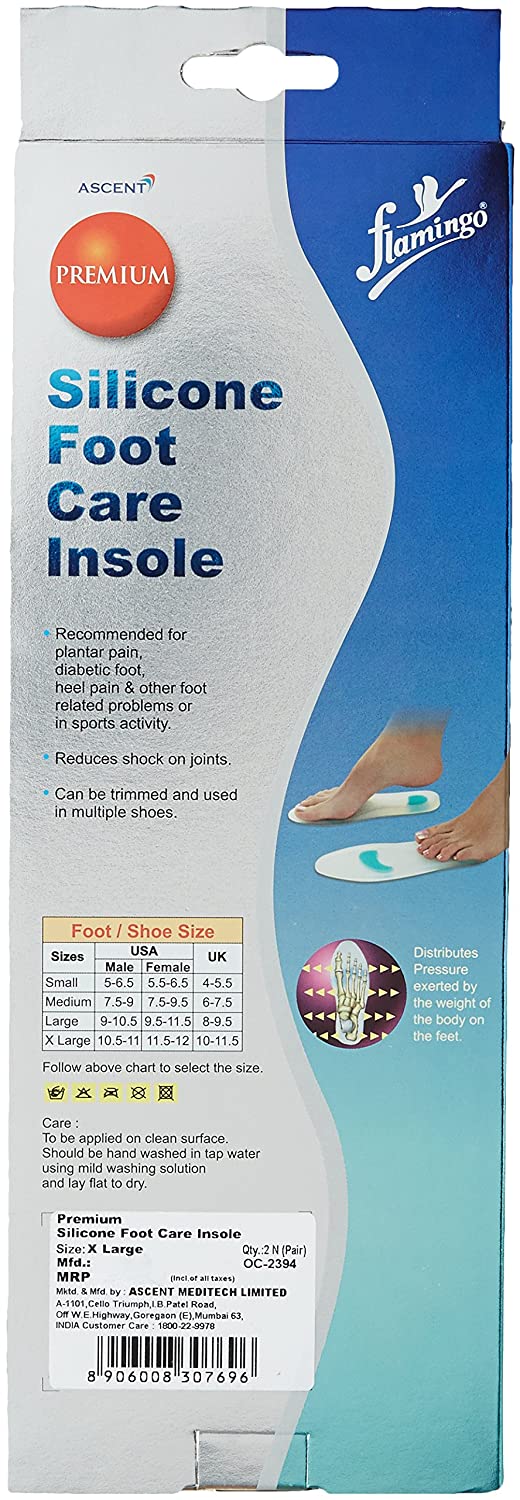 ASCENT
PREMIUM
flamingo®
Silicone
Foot
Care
Insole
• Recommended for
plantar pain,
diabetic foot,
heel pain & other foot
related problems or
in sports activity.
• Reduces shock on joints.
• Can be trimmed and used
in multiple shoes.
Foot / Shoe Size
Sizes USA UK
Male Female
Small 5-6.5 5.5-6.5 4-5.5
Medium 7.5-9 7.5-9.5 6-7.5
Large 9-10.5 9.5-11.5 8-9.5
X Large 10.5-11 11.5-12 10-11.5
Follow above chart to select the size.
Distributes
Pressure
exerted by
the weight of
the body on
the feet.
Care :
To be applied on clean surface.
Should be hand washed in tap water
using mild washing solution
and lay flat to dry.
Premium
Silicone Foot Care Insole
Size: X Large Qty.:2 N (Pair)
Mfd.: OC-2394
MRP (Incl.of all taxes)
Mktd. & Mfd. by : ASCENT MEDITECH LIMITED
A-1101,Cello Triumph,I.B.Patel Road,
Off W.E.Highway,Goregaon (E),Mumbai 63,
INDIA Customer Care : 1800-22-9978
8 906008 307696